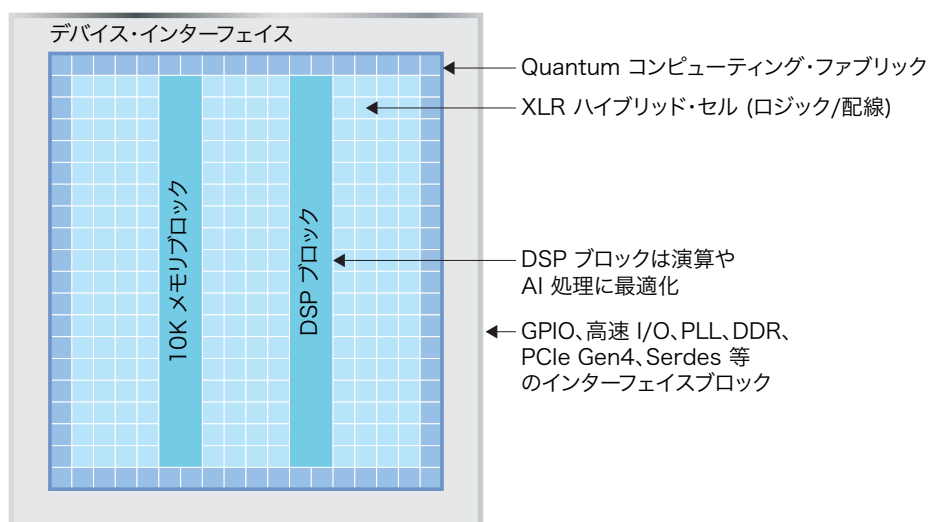 デバイス・インターフェイス
Quantum コンピューティング・ファブリック
XLR ハイブリッド・セル (ロジック/配線)
10K メモリブロック
DSP ブロック
DSP ブロックは演算や
AI 処理に最適化
GPIO、高速 I/O、PLL、DDR、
PCIe Gen4、Serdes 等
のインターフェイスブロック